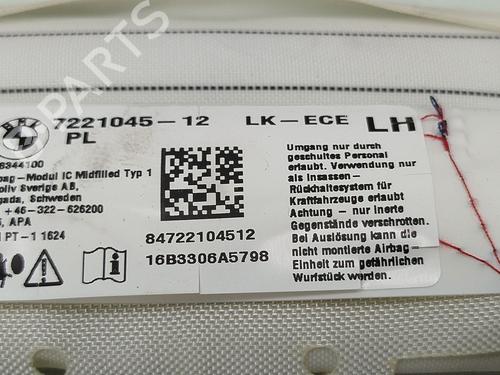 7221045-12 LK-ECE LH
PL
8344100
bag-Modul IC Midfilled Typ 1
oliv Sverige AB,
gada, Schweden
+46-322-626200
, APA
PT-1 1624
84722104512
16B3306A5798
Umgang nur durch
geschultes Personal
erlaubt. Verwendung nur
als Insassen-
Rückhaltesystem für
Kraftfahrzeuge erlaubt
Achtung - nur inerte
Gegenstände verschrotten.
Bei Auslösung kann die
nicht montierte Airbag-
Einheit zum gefährlichen
Wurfstück werden.
PARTS